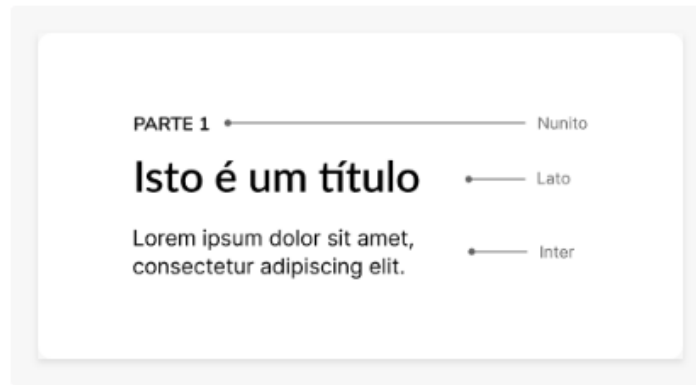 PARTE 1 Nunito
Isto é um título Lato
Lorem ipsum dolor sit amet,
consectetur adipiscing elit. Inter